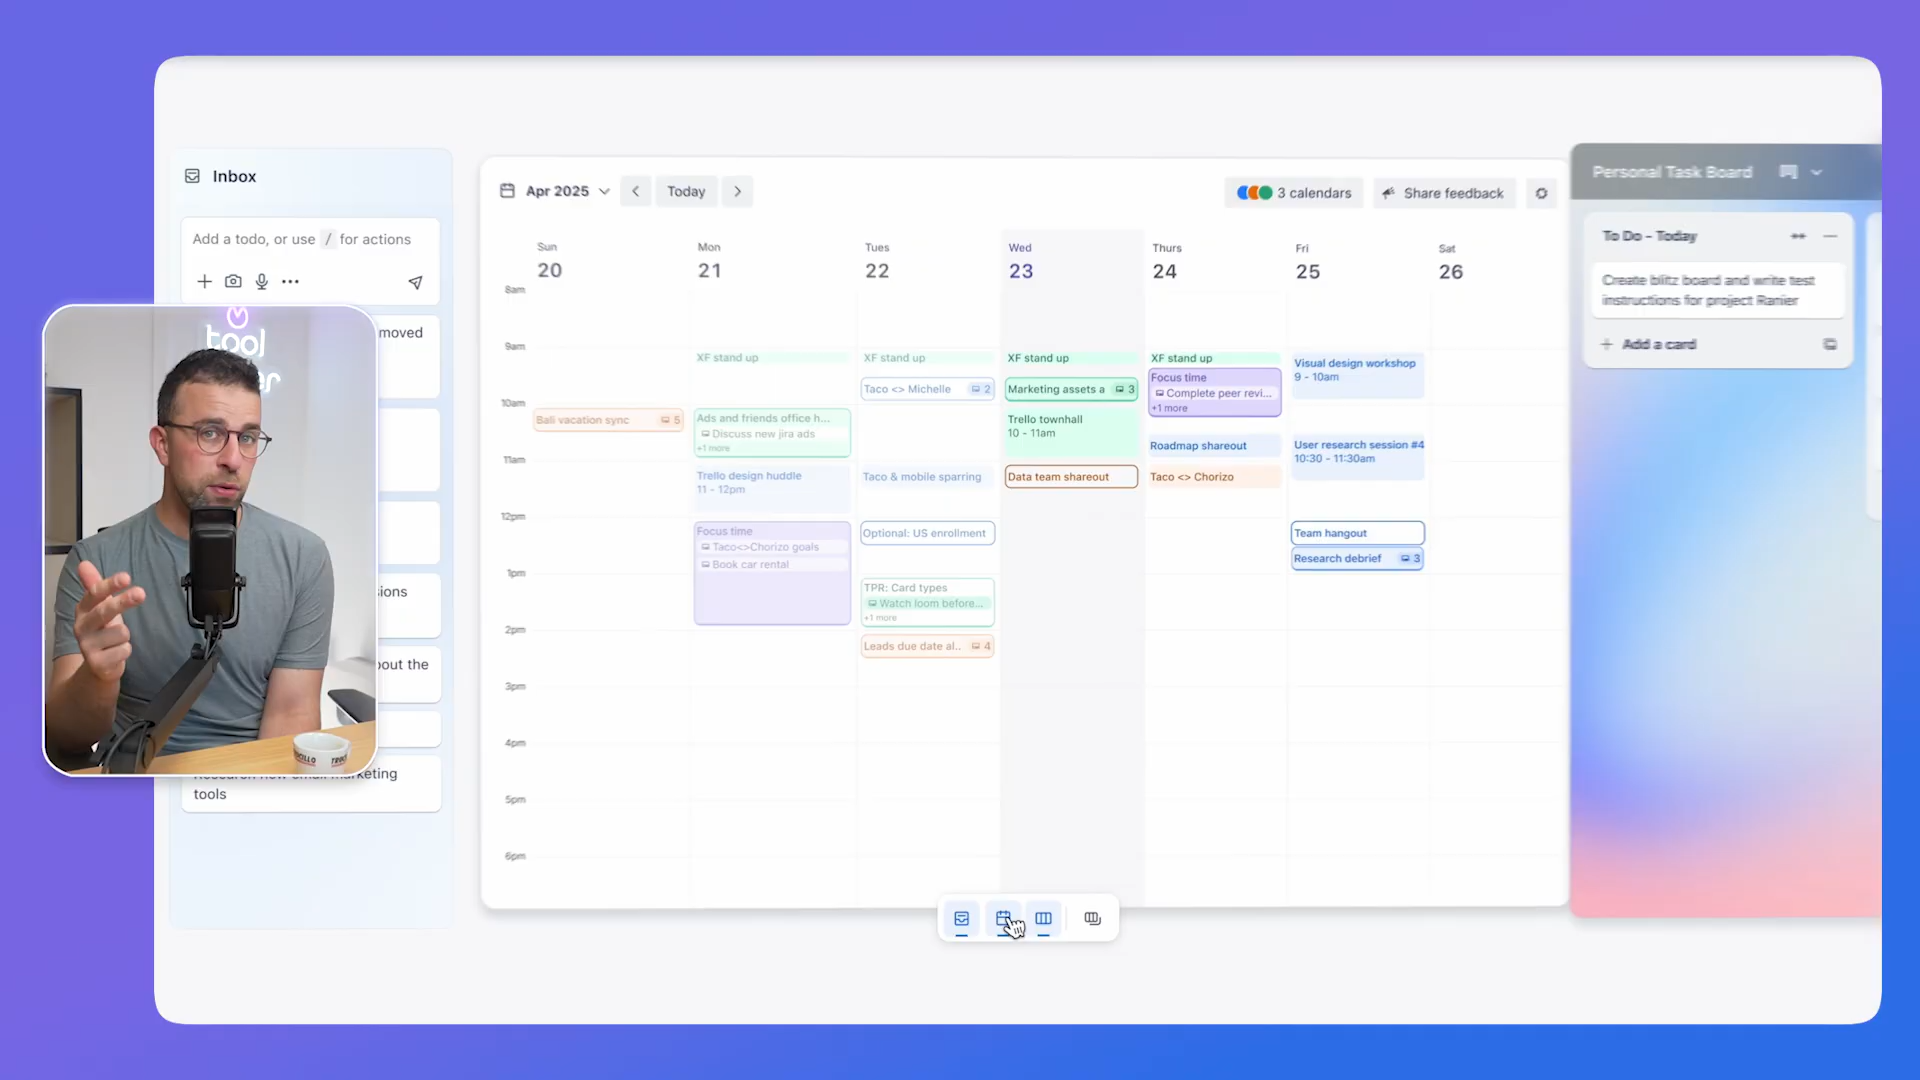 Inbox
Add a todo, or use / for actions
moved
ions
out the
Research new email marketing
tools
tool
Apr 2025
Today
3 calendars
Share feedback
Sun
20
Mon
21
Tues
22
Wed
23
Thurs
24
Fri
25
Sat
26
8am
9am
10am
11am
12pm
1pm
2pm
3pm
4pm
5pm
6pm
Bali vacation sync 5
XF stand up
Ads and friends office h...
Discuss new jira ads
+1 more
Trello design huddle
11 - 12pm
Focus time
Taco<>Chorizo goals
Book car rental
XF stand up
Taco <> Michelle 2
Taco & mobile sparring
Optional: US enrollment
TPR: Card types
Watch loom before...
+1 more
Leads due date al.. 4
XF stand up
Marketing assets a 3
Trello townhall
10 - 11am
Data team shareout
XF stand up
Focus time
Complete peer revi...
+1 more
Roadmap shareout
Taco <> Chorizo
Visual design workshop
9 - 10am
User research session #4
10:30 - 11:30am
Team hangout
Research debrief 3
Personal Task Board
To Do - Today
Create blitz board and write test
instructions for project Ranier
+ Add a card